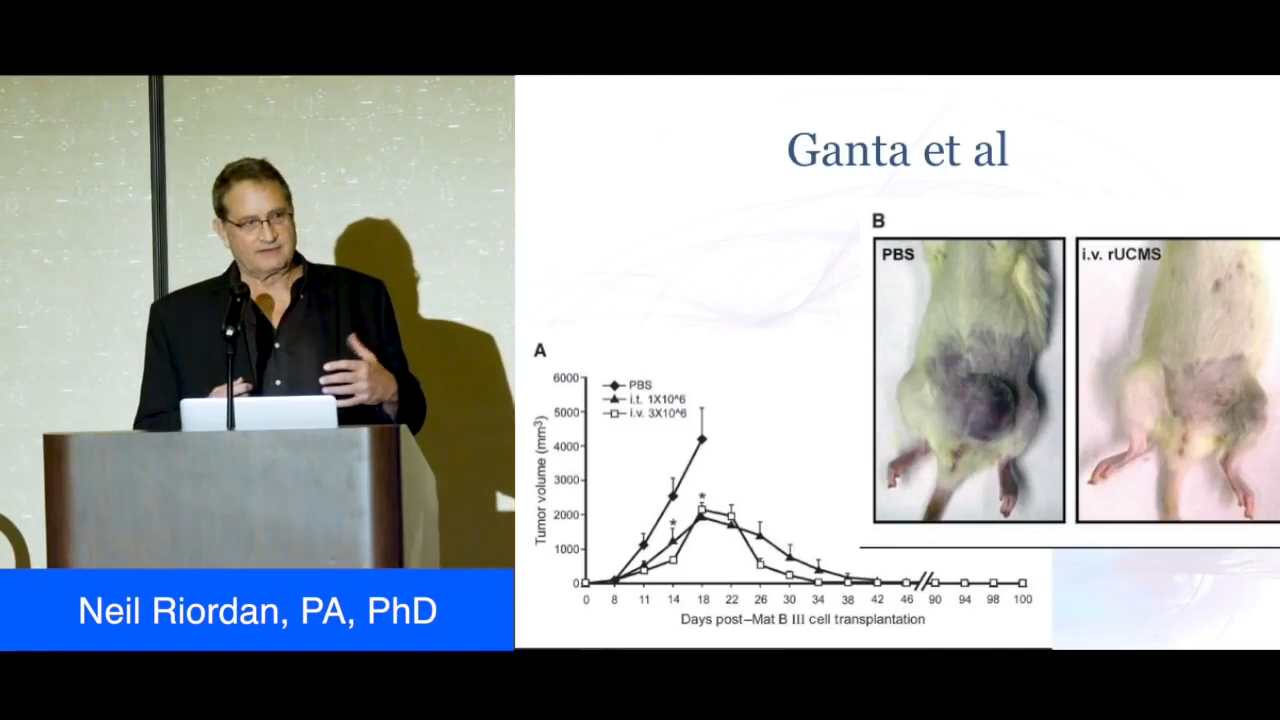 Ganta et al
B
PBS
i.v. rUCMS
A
PBS
i.t. 1X10^6
i.v. 3X10^6
6000
5000
4000
3000
2000
1000
0
Tumor volume (mm3)
*
*
0 8 11 14 18 22 26 30 34 38 42 46 90 94 98 100
Days post–Mat B III cell transplantation
Neil Riordan, PA, PhD